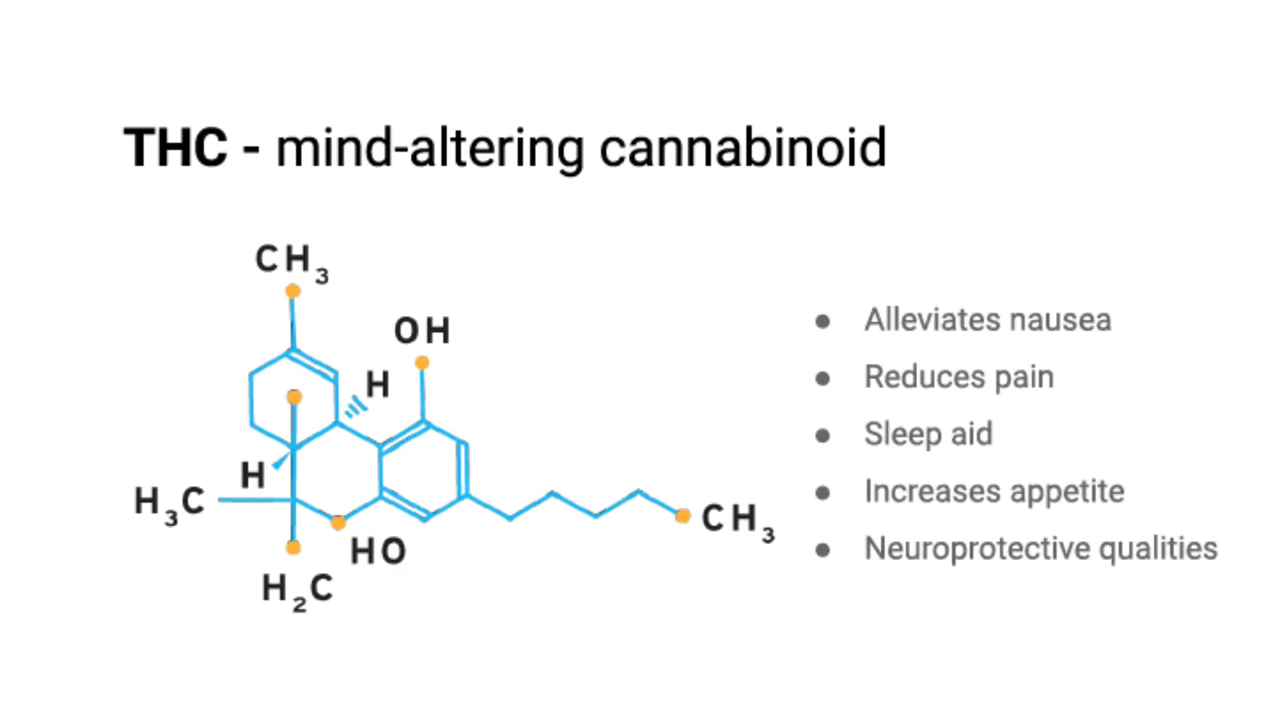 THC - mind-altering cannabinoid
CH₃
OH
H
H
H₃C
CH₃
HO
H₂C
● Alleviates nausea
● Reduces pain
● Sleep aid
● Increases appetite
● Neuroprotective qualities